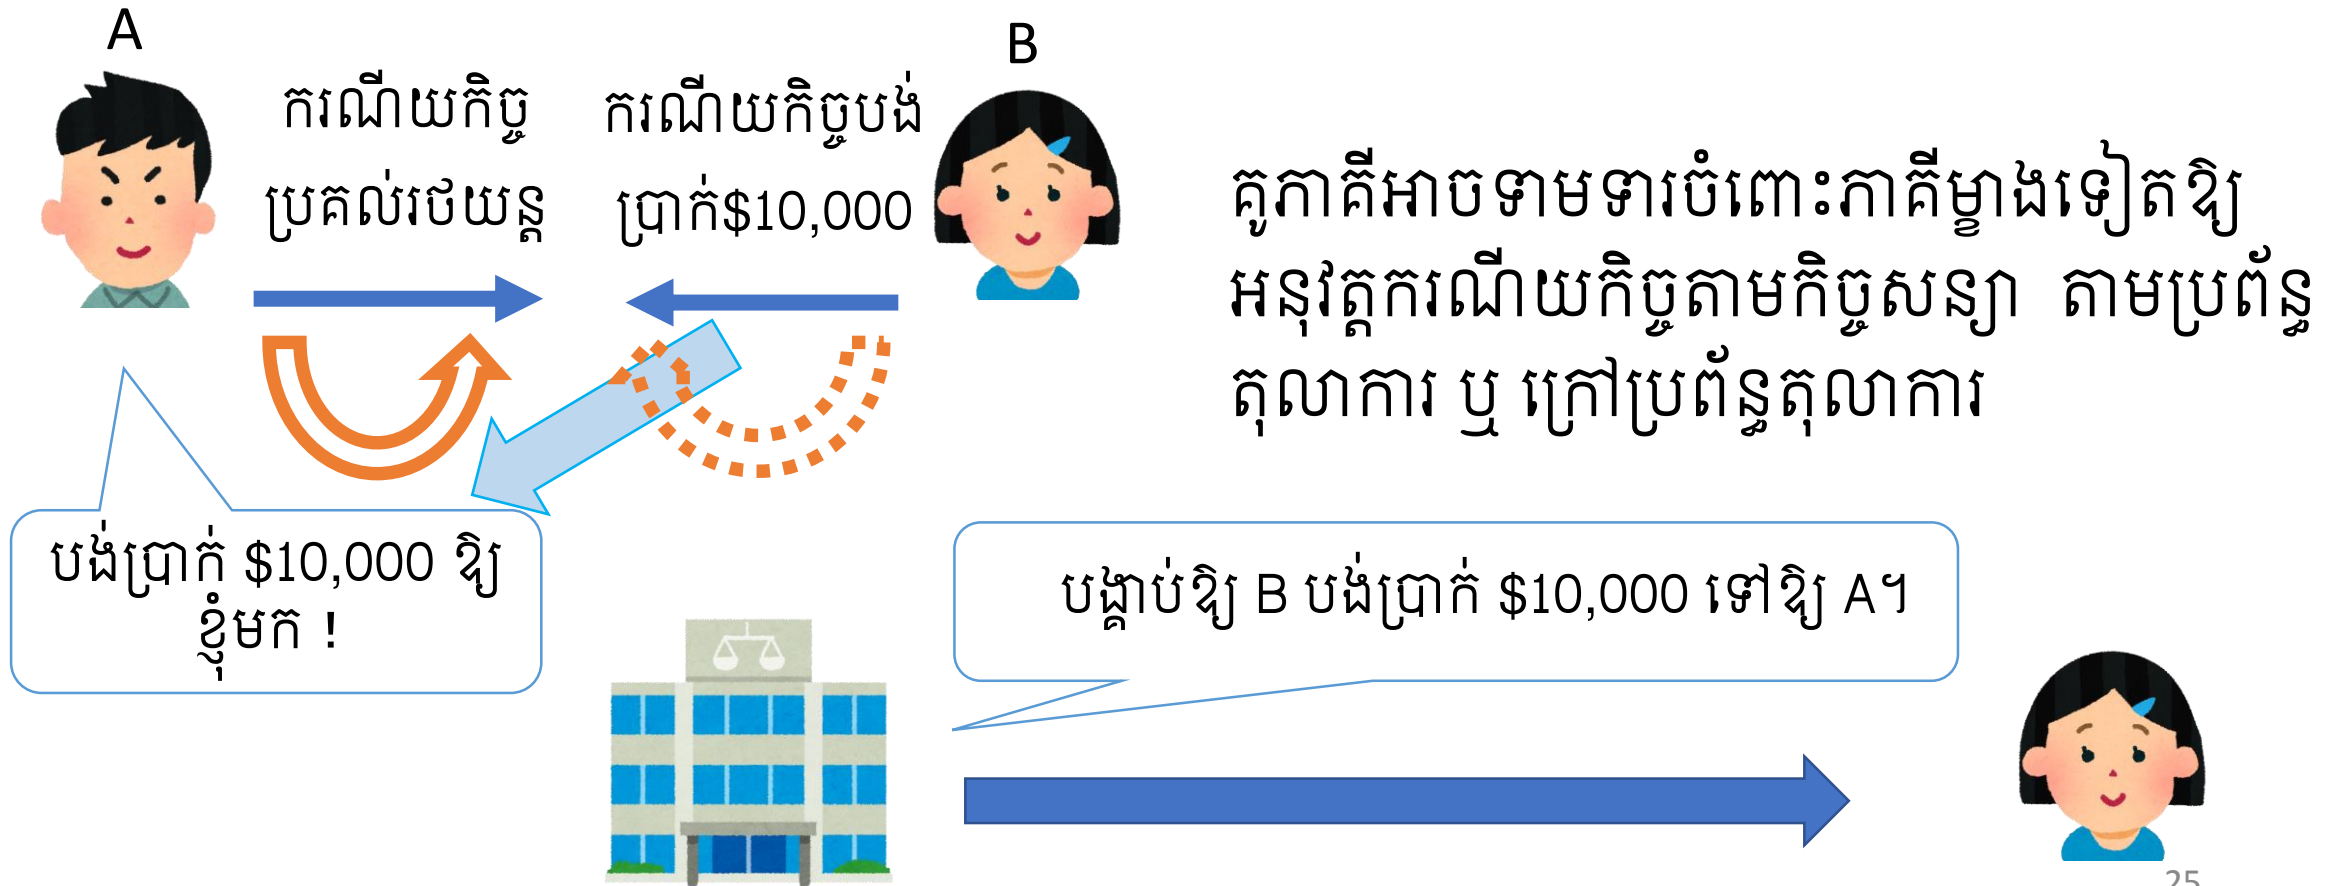 A
B
ករណីយកិច្ច
ប្រគល់រថយន្ត
ករណីយកិច្ចបង់
ប្រាក់$10,000
គូភាគីអាចទាមទារចំពោះភាគីម្ខាងទៀតឱ្យ
អនុវត្តករណីយកិច្ចតាមកិច្ចសន្យា តាមប្រព័ន្ធ
តុលាការ ឬ ក្រៅប្រព័ន្ធតុលាការ
បង់ប្រាក់ $10,000 ឱ្យ
ខ្ញុំមក !
បង្គាប់ឱ្យ B បង់ប្រាក់ $10,000 ទៅឱ្យ A។
25